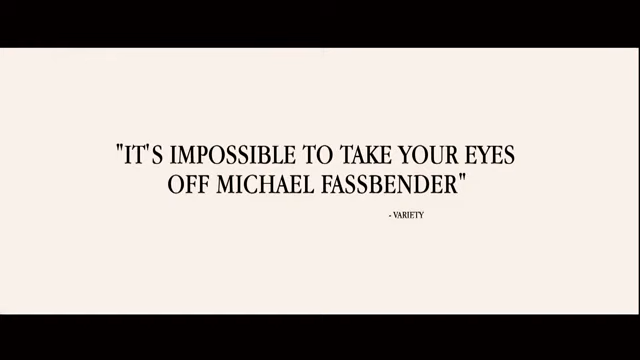 "IT'S IMPOSSIBLE TO TAKE YOUR EYES
OFF MICHAEL FASSBENDER"
- VARIETY